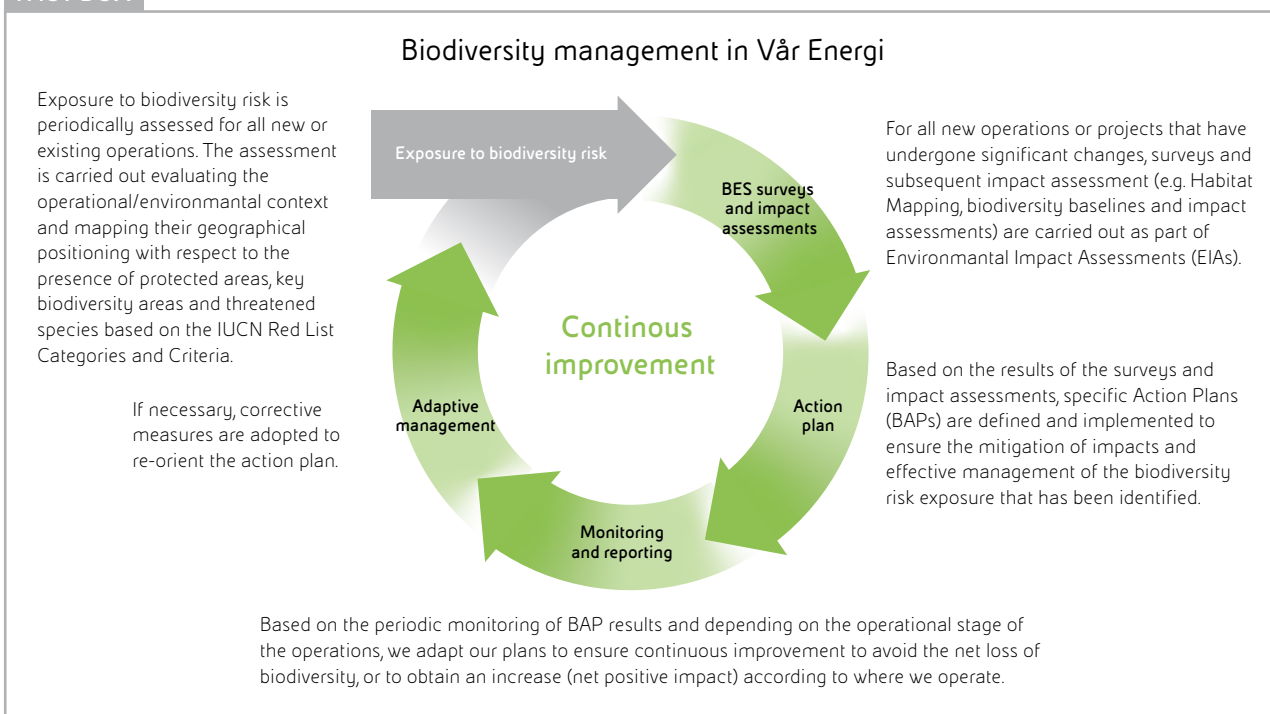 Biodiversity management in Vår Energi
Exposure to biodiversity risk is
periodically assessed for all new or
existing operations. The assessment
is carried out evaluating the
operational/environmantal context
and mapping their geographical
positioning with respect to the
presence of protected areas, key
biodiversity areas and threatened
species based on the IUCN Red List
Categories and Criteria.
Exposure to biodiversity risk
BES surveys
and impact
assessments
For all new operations or projects that have
undergone significant changes, surveys and
subsequent impact assessment (e.g. Habitat
Mapping, biodiversity baselines and impact
assessments) are carried out as part of
Environmantal Impact Assessments (EIAs).
Continous
improvement
Action
plan
Based on the results of the surveys and
impact assessments, specific Action Plans
(BAPs) are defined and implemented to
ensure the mitigation of impacts and
effective management of the biodiversity
risk exposure that has been identified.
Adaptive
management
If necessary, corrective
measures are adopted to
re-orient the action plan.
Monitoring
and reporting
Based on the periodic monitoring of BAP results and depending on the operational stage of
the operations, we adapt our plans to ensure continuous improvement to avoid the net loss of
biodiversity, or to obtain an increase (net positive impact) according to where we operate.